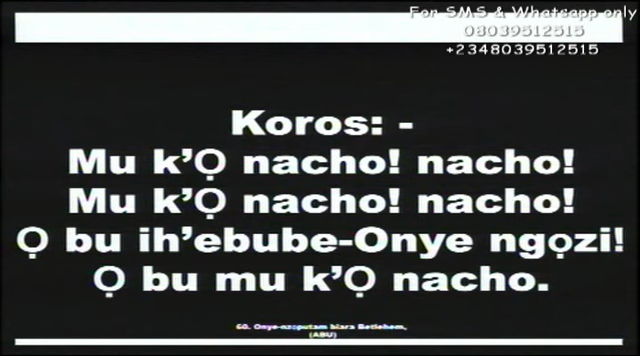 For SMS & Whatsapp only
08039512515
+2348039512515
Koros: -
Mu k’Ọ nacho! nacho!
Mu k’Ọ nacho! nacho!
Ọ bu ih’ebube-Onye ngọzi!
Ọ bu mu k’Ọ nacho.
60. Onye-nzọputam biara Betlehem,
(ABU)